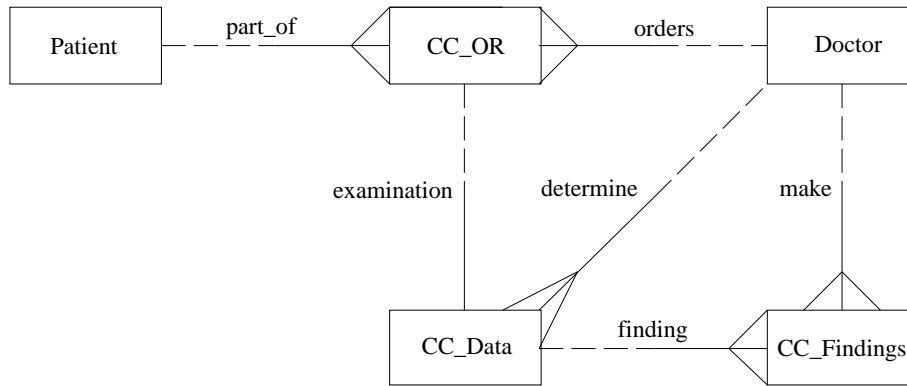 Patient
part_of
CC_OR
orders
Doctor
examination
determine
make
CC_Data
finding
CC_Findings